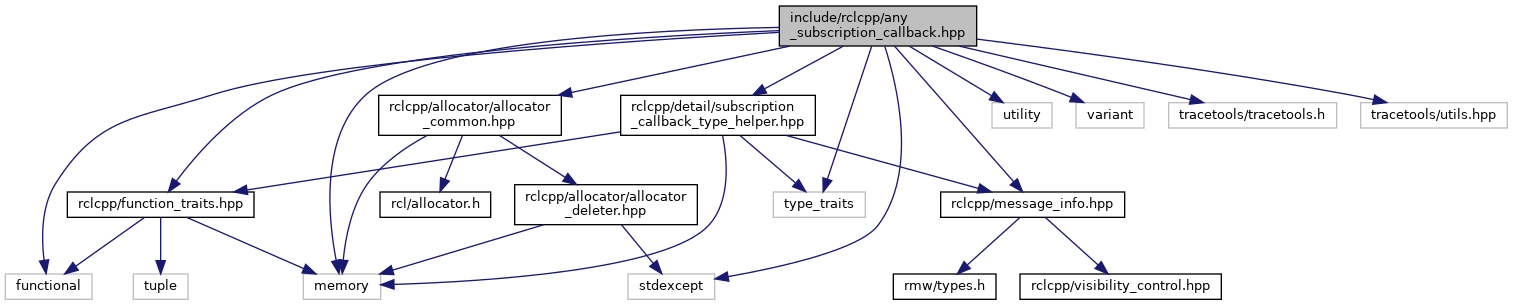 include/rclcpp/any
_subscription_callback.hpp
rclcpp/allocator/allocator
_common.hpp
rclcpp/detail/subscription
_callback_type_helper.hpp
utility
variant
tracetools/tracetools.h
tracetools/utils.hpp
rclcpp/function_traits.hpp
rcl/allocator.h
rclcpp/allocator/allocator
_deleter.hpp
type_traits
rclcpp/message_info.hpp
functional
tuple
memory
stdexcept
rmw/types.h
rclcpp/visibility_control.hpp